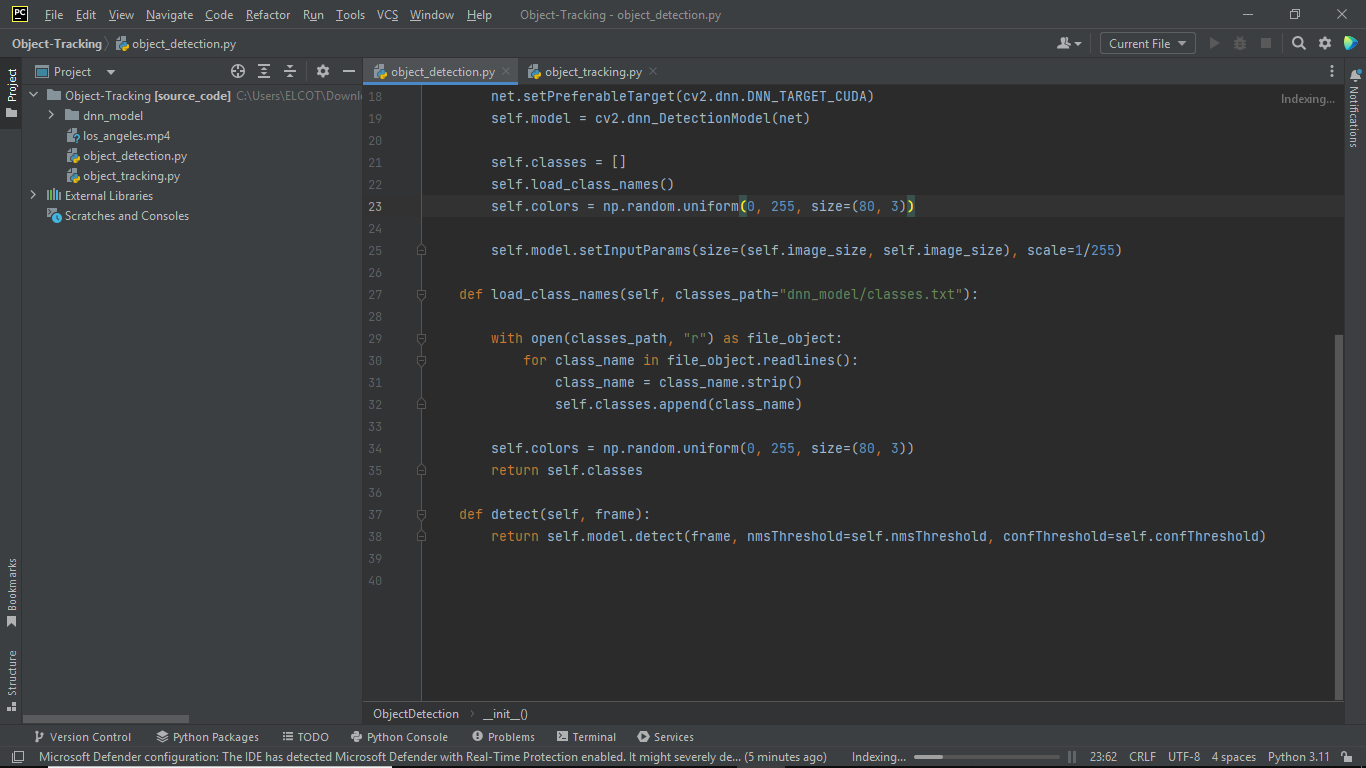 PC File Edit View Navigate Code Refactor Run Tools VCS Window Help Object-Tracking - object_detection.py
Object-Tracking object_detection.py Current File
Project object_detection.py object_tracking.py
Project
Object-Tracking [source_code] C:\Users\ELCOT\Downl
dnn_model
los_angeles.mp4
object_detection.py
object_tracking.py
External Libraries
Scratches and Consoles
Bookmarks
Structure
Indexing...
18 net.setPreferableTarget(cv2.dnn.DNN_TARGET_CUDA)
19 self.model = cv2.dnn_DetectionModel(net)
20
21 self.classes = []
22 self.load_class_names()
23 self.colors = np.random.uniform(0, 255, size=(80, 3))
24
25 self.model.setInputParams(size=(self.image_size, self.image_size), scale=1/255)
26
27 def load_class_names(self, classes_path="dnn_model/classes.txt"):
28
29 with open(classes_path, "r") as file_object:
30 for class_name in file_object.readlines():
31 class_name = class_name.strip()
32 self.classes.append(class_name)
33
34 self.colors = np.random.uniform(0, 255, size=(80, 3))
35 return self.classes
36
37 def detect(self, frame):
38 return self.model.detect(frame, nmsThreshold=self.nmsThreshold, confThreshold=self.confThreshold)
39
40
Notifications
ObjectDetection __init__()
Version Control Python Packages TODO Python Console Problems Terminal Services
Microsoft Defender configuration: The IDE has detected Microsoft Defender with Real-Time Protection enabled. It might severely de... (5 minutes ago) Indexing... 23:62 CRLF UTF-8 4 spaces Python 3.11